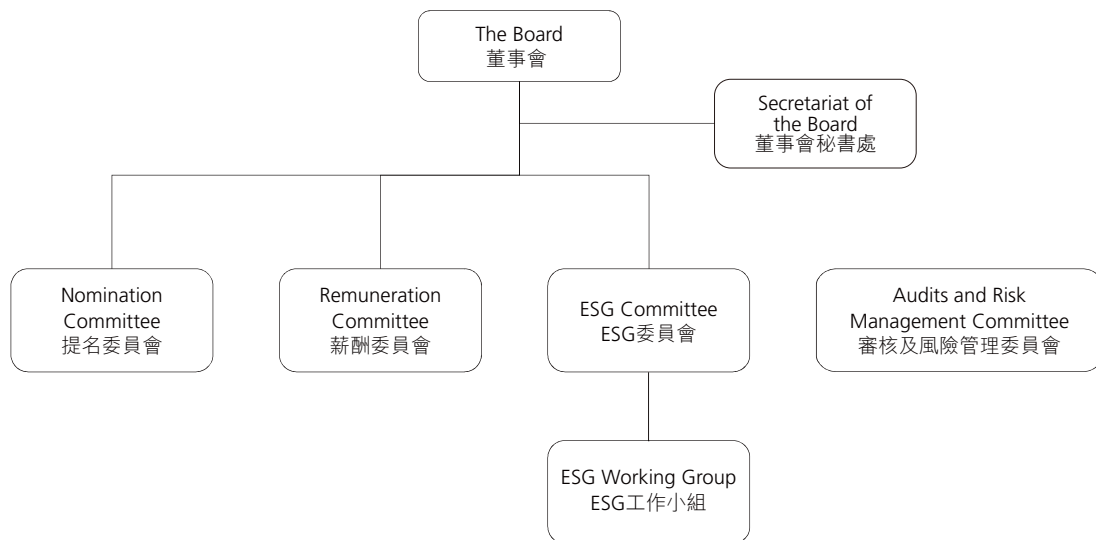 The Board
董事會
Secretariat of
the Board
董事會秘書處
Nomination
Committee
提名委員會
Remuneration
Committee
薪酬委員會
ESG Committee
ESG委員會
Audits and Risk
Management Committee
審核及風險管理委員會
ESG Working Group
ESG工作小組